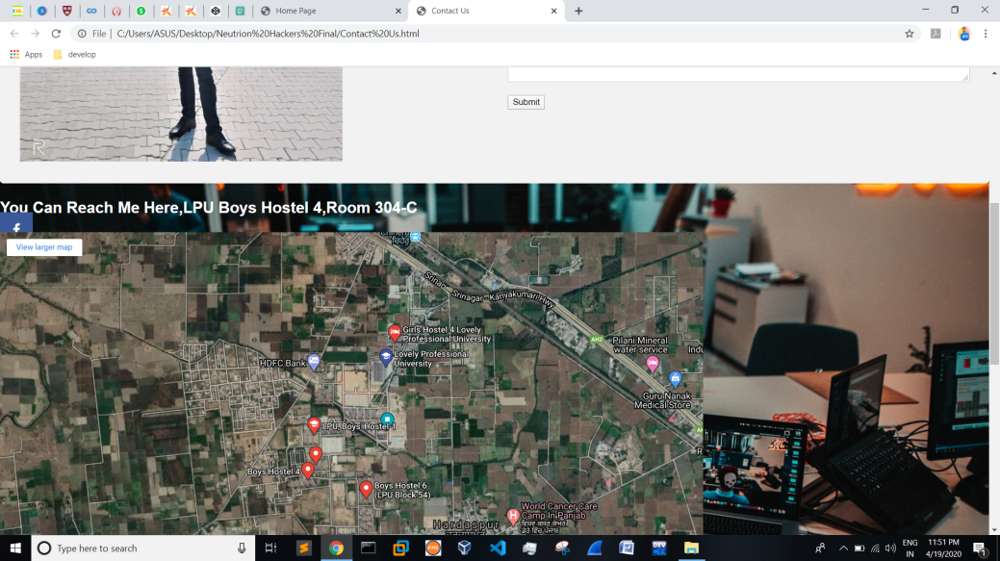 Home Page
Contact Us
File
C:/Users/ASUS/Desktop/Neutrion%20Hackers%20Final/Contact%20Us.html
Apps
develop
Submit
R
You Can Reach Me Here,LPU Boys Hostel 4,Room 304-C
f
View larger map
Srinagar - Kanyakumari Hwy
Girls Hostel 4 Lovely
Professional University
AH2
Pilani Mineral
water service
Indu
HDFC Bank
Lovely Professional
University
Guru Nanak
Medical Store
LPU, Boys Hostel-1
Boys Hostel 4
Boys Hostel 6
(LPU Block 54)
World Cancer Care
Camp In Panjab
Hardaspur
Type here to search
DEV
ENG
IN
11:51 PM
4/19/2020
1